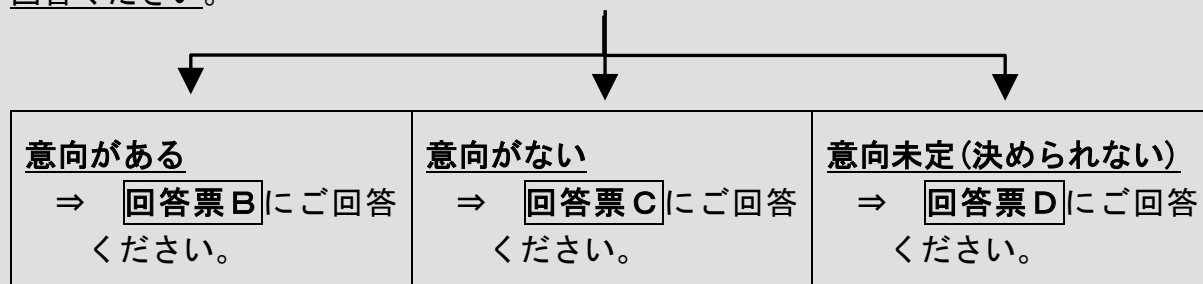 回答ください。
意向がある
⇒ 回答票Bにご回答
ください。
意向がない
⇒ 回答票Cにご回答
ください。
意向未定(決められない)
⇒ 回答票Dにご回答
ください。